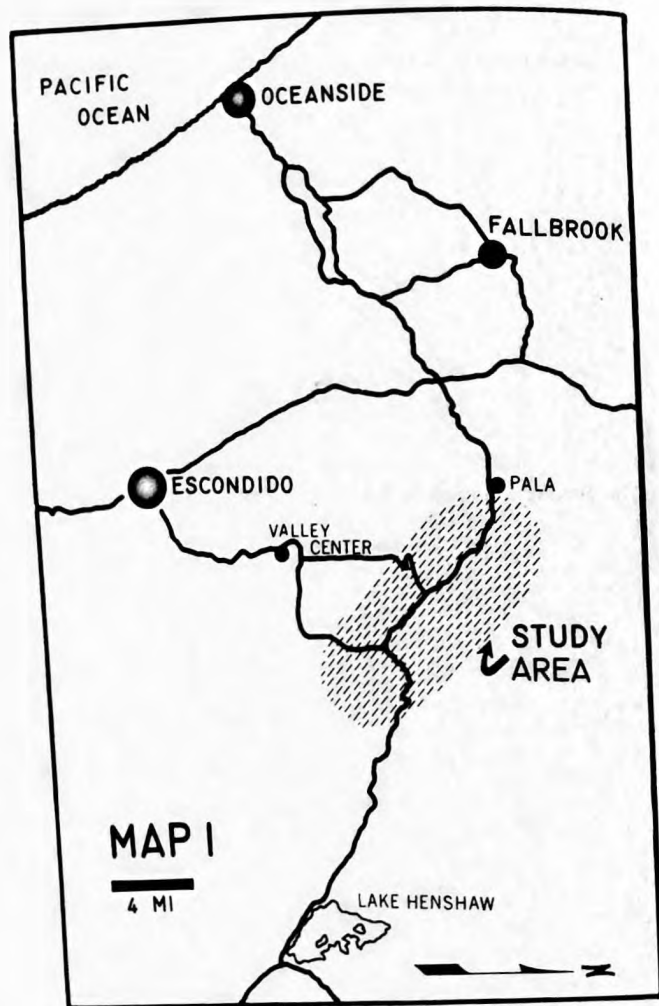 PACIFIC
OCEAN
OCEANSIDE
FALLBROOK
ESCONDIDO
PALA
VALLEY
CENTER
STUDY
AREA
MAP I
4 MI
LAKE HENSHAW
N